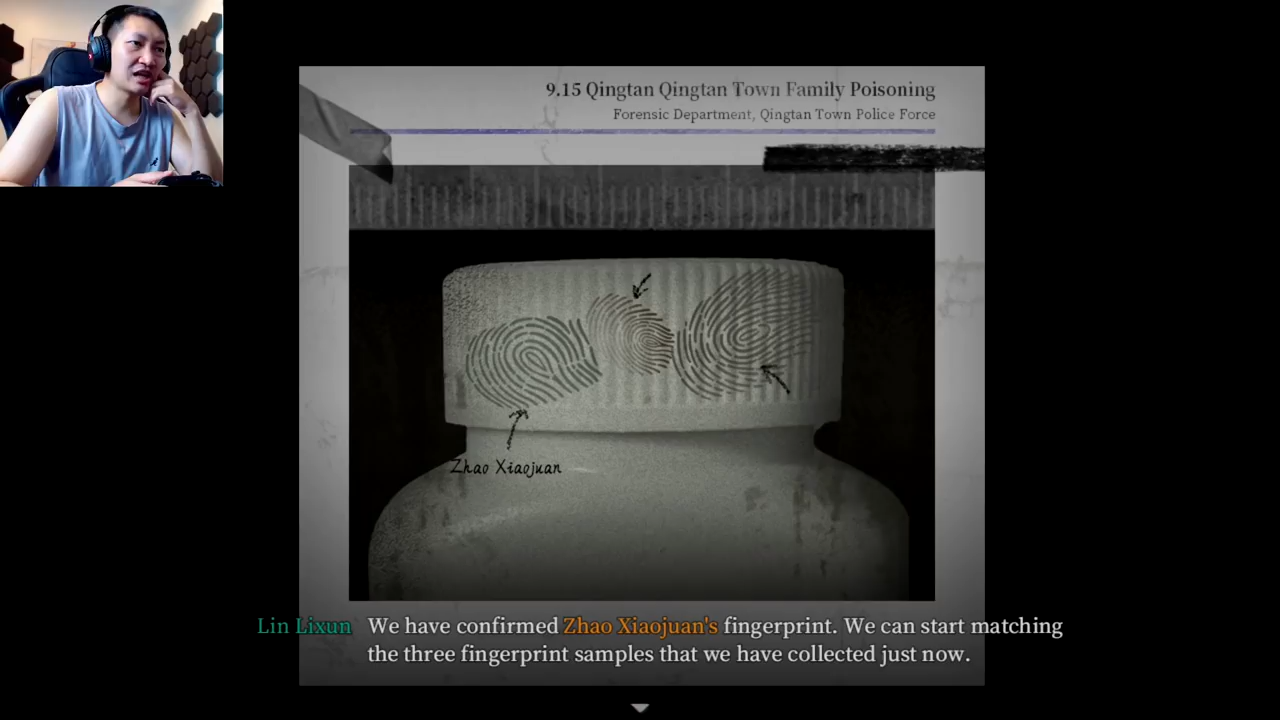 9.15 Qingtan Qingtan Town Family Poisoning
Forensic Department, Qingtan Town Police Force
Zhao Xiaojuan
Lin Lixun We have confirmed Zhao Xiaojuan's fingerprint. We can start matching
the three fingerprint samples that we have collected just now.